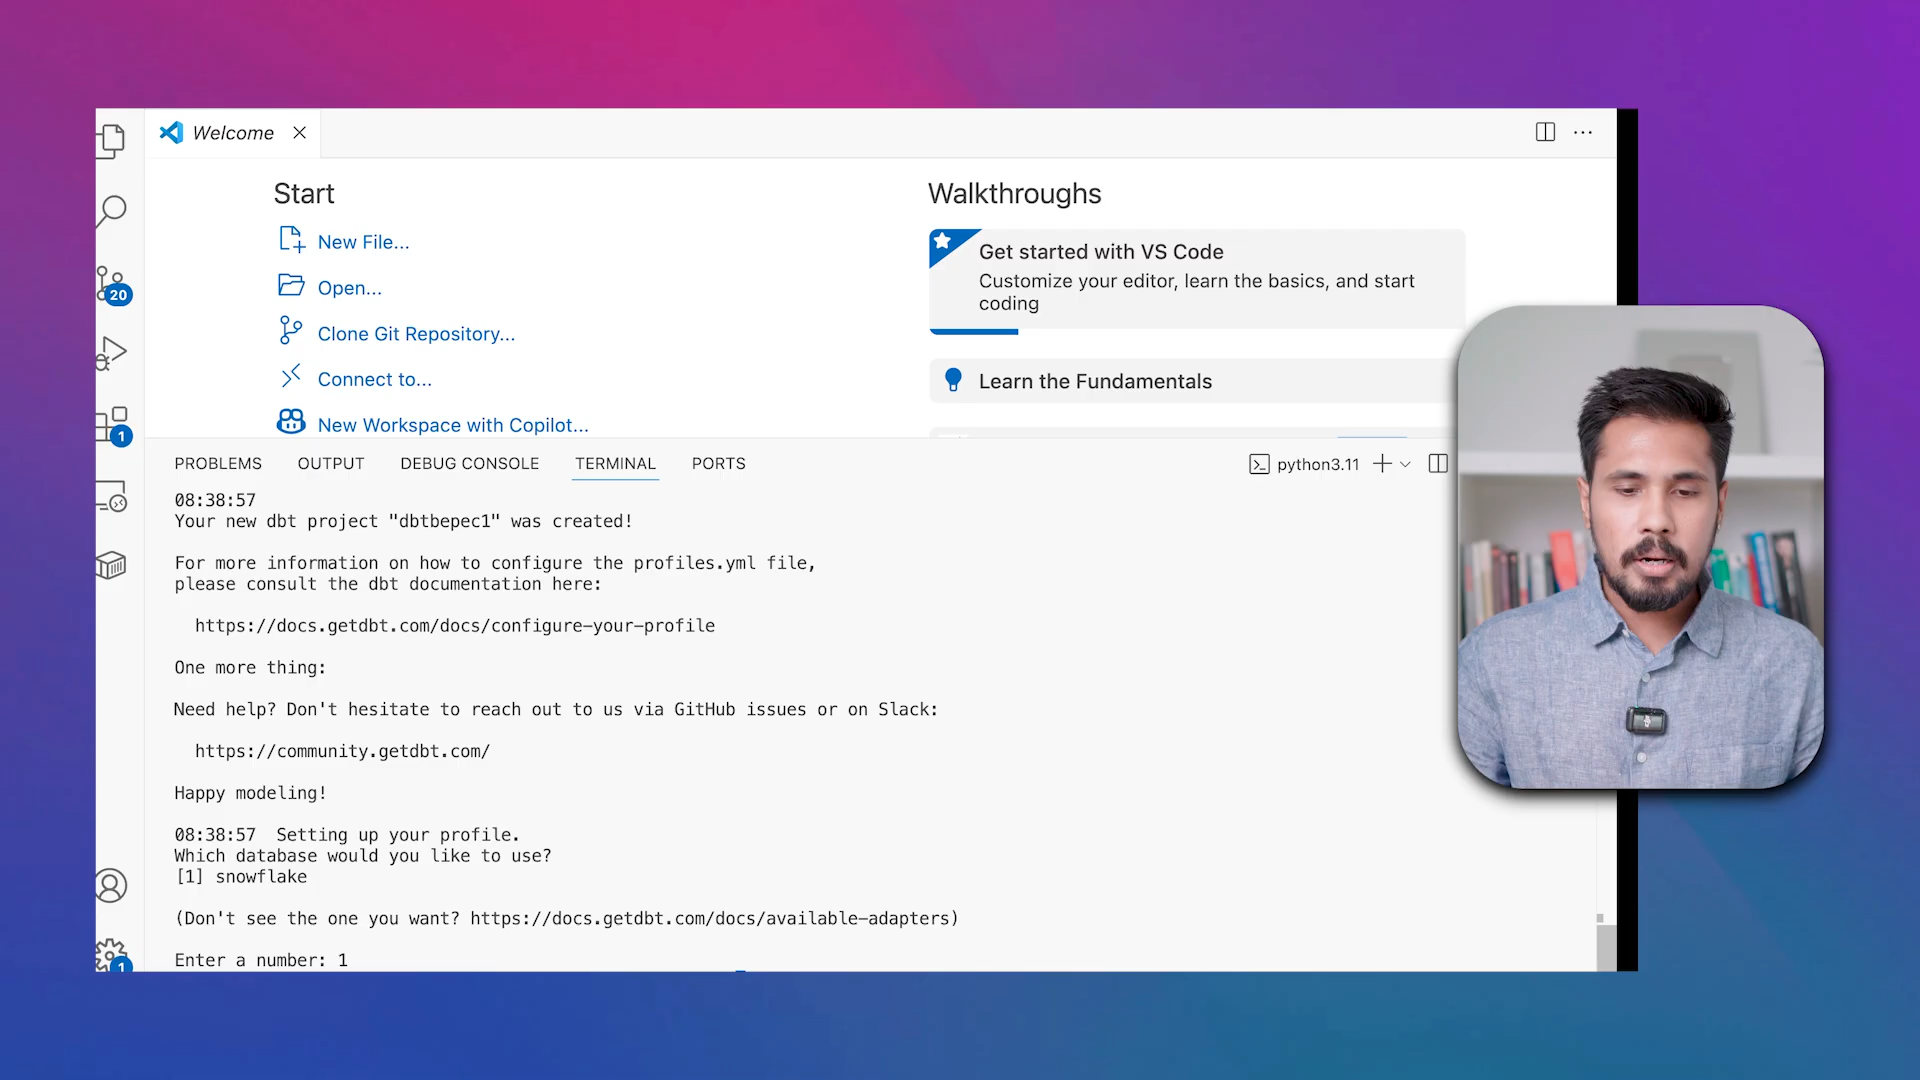 Welcome
Start
New File...
Open...
Clone Git Repository...
Connect to...
New Workspace with Copilot...
Walkthroughs
Get started with VS Code
Customize your editor, learn the basics, and start
coding
Learn the Fundamentals
20
1
1
PROBLEMS OUTPUT DEBUG CONSOLE TERMINAL PORTS
python3.11
08:38:57
Your new dbt project "dbtbepec1" was created!
For more information on how to configure the profiles.yml file,
please consult the dbt documentation here:
https://docs.getdbt.com/docs/configure-your-profile
One more thing:
Need help? Don't hesitate to reach out to us via GitHub issues or on Slack:
https://community.getdbt.com/
Happy modeling!
08:38:57 Setting up your profile.
Which database would you like to use?
[1] snowflake
(Don't see the one you want? https://docs.getdbt.com/docs/available-adapters)
Enter a number: 1